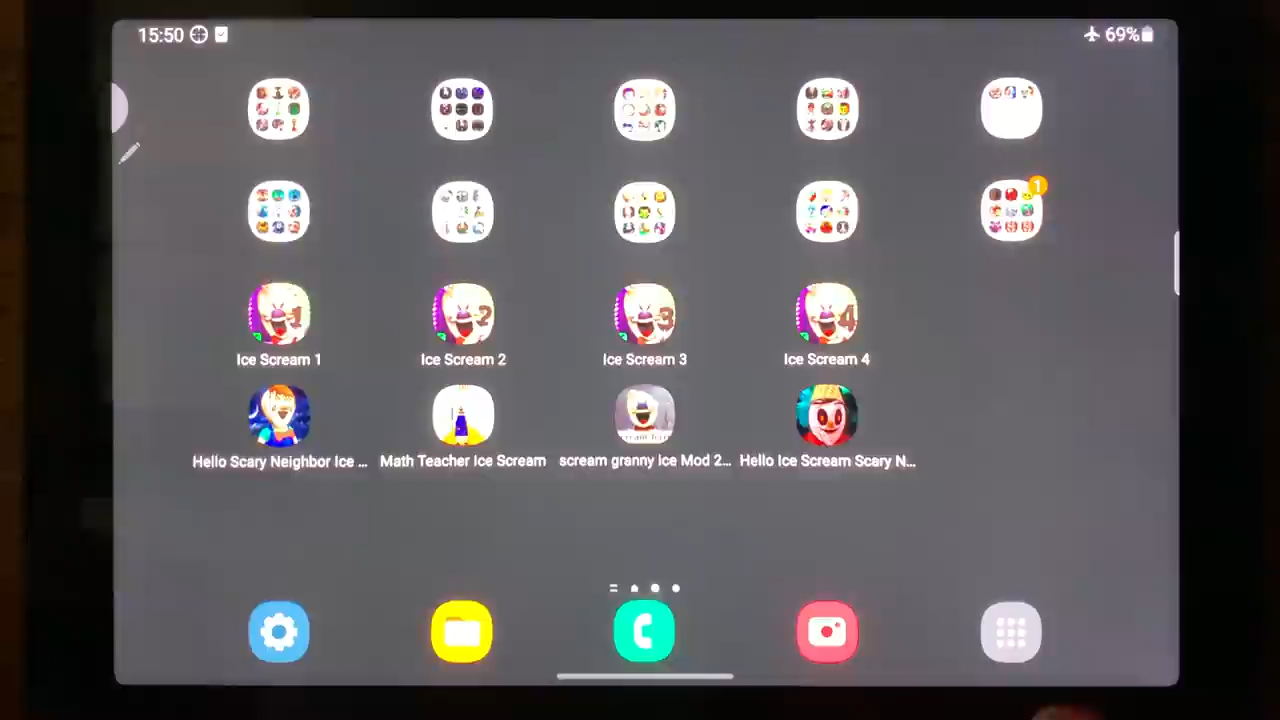 15:50 69%
1
Ice Scream 1 Ice Scream 2 Ice Scream 3 Ice Scream 4
Hello Scary Neighbor Ice ... Math Teacher Ice Scream scream granny Ice Mod 2... Hello Ice Scream Scary N...